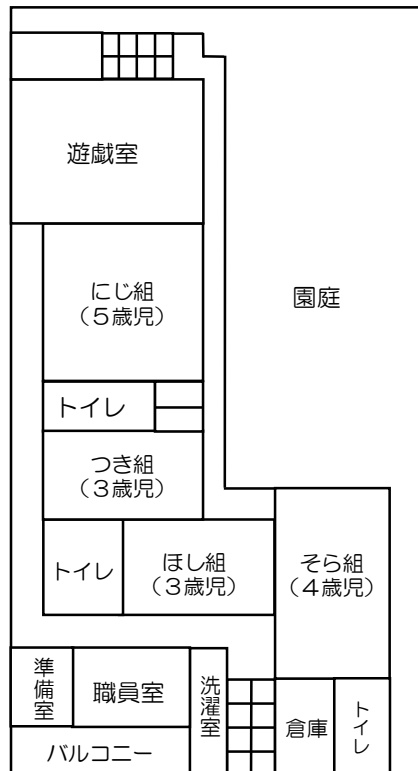 遊戯室
にじ組
(５歳児)
園庭
トイレ
つき組
(３歳児)
トイレ
ほし組
(３歳児)
そら組
(４歳児)
準備室
職員室
洗濯室
倉庫
トイレ
バルコニー